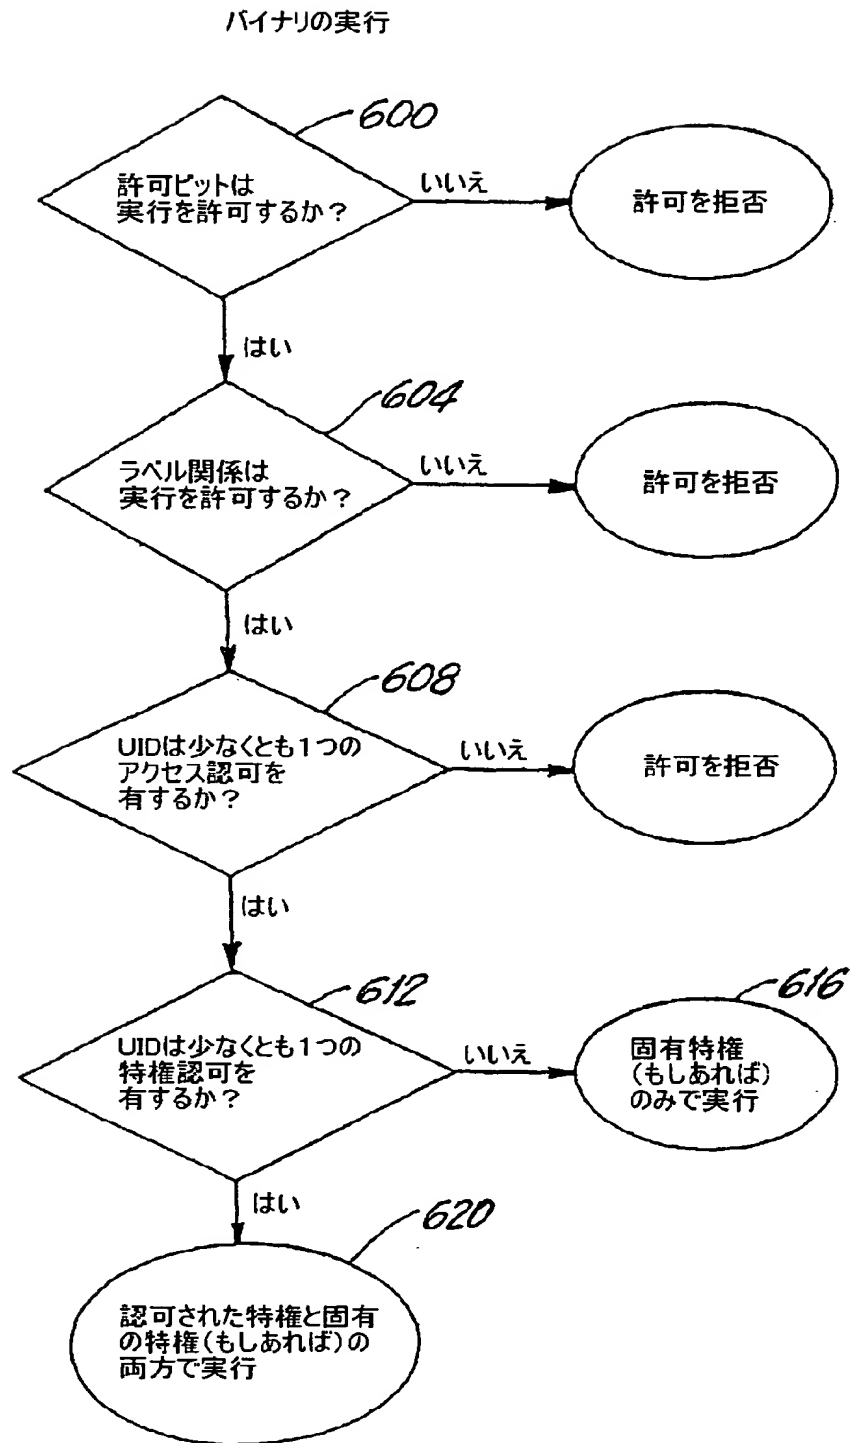 バイナリの実行
600
許可ビットは
実行を許可するか？
いいえ
許可を拒否
はい
604
ラベル関係は
実行を許可するか？
いいえ
許可を拒否
はい
608
UIDは少なくとも1つの
アクセス認可を
有するか？
いいえ
許可を拒否
はい
612
UIDは少なくとも1つの
特権認可を
有するか？
いいえ
616
固有特権
(もしあれば)
のみで実行
はい
620
認可された特権と固有
の特権(もしあれば)の
両方で実行